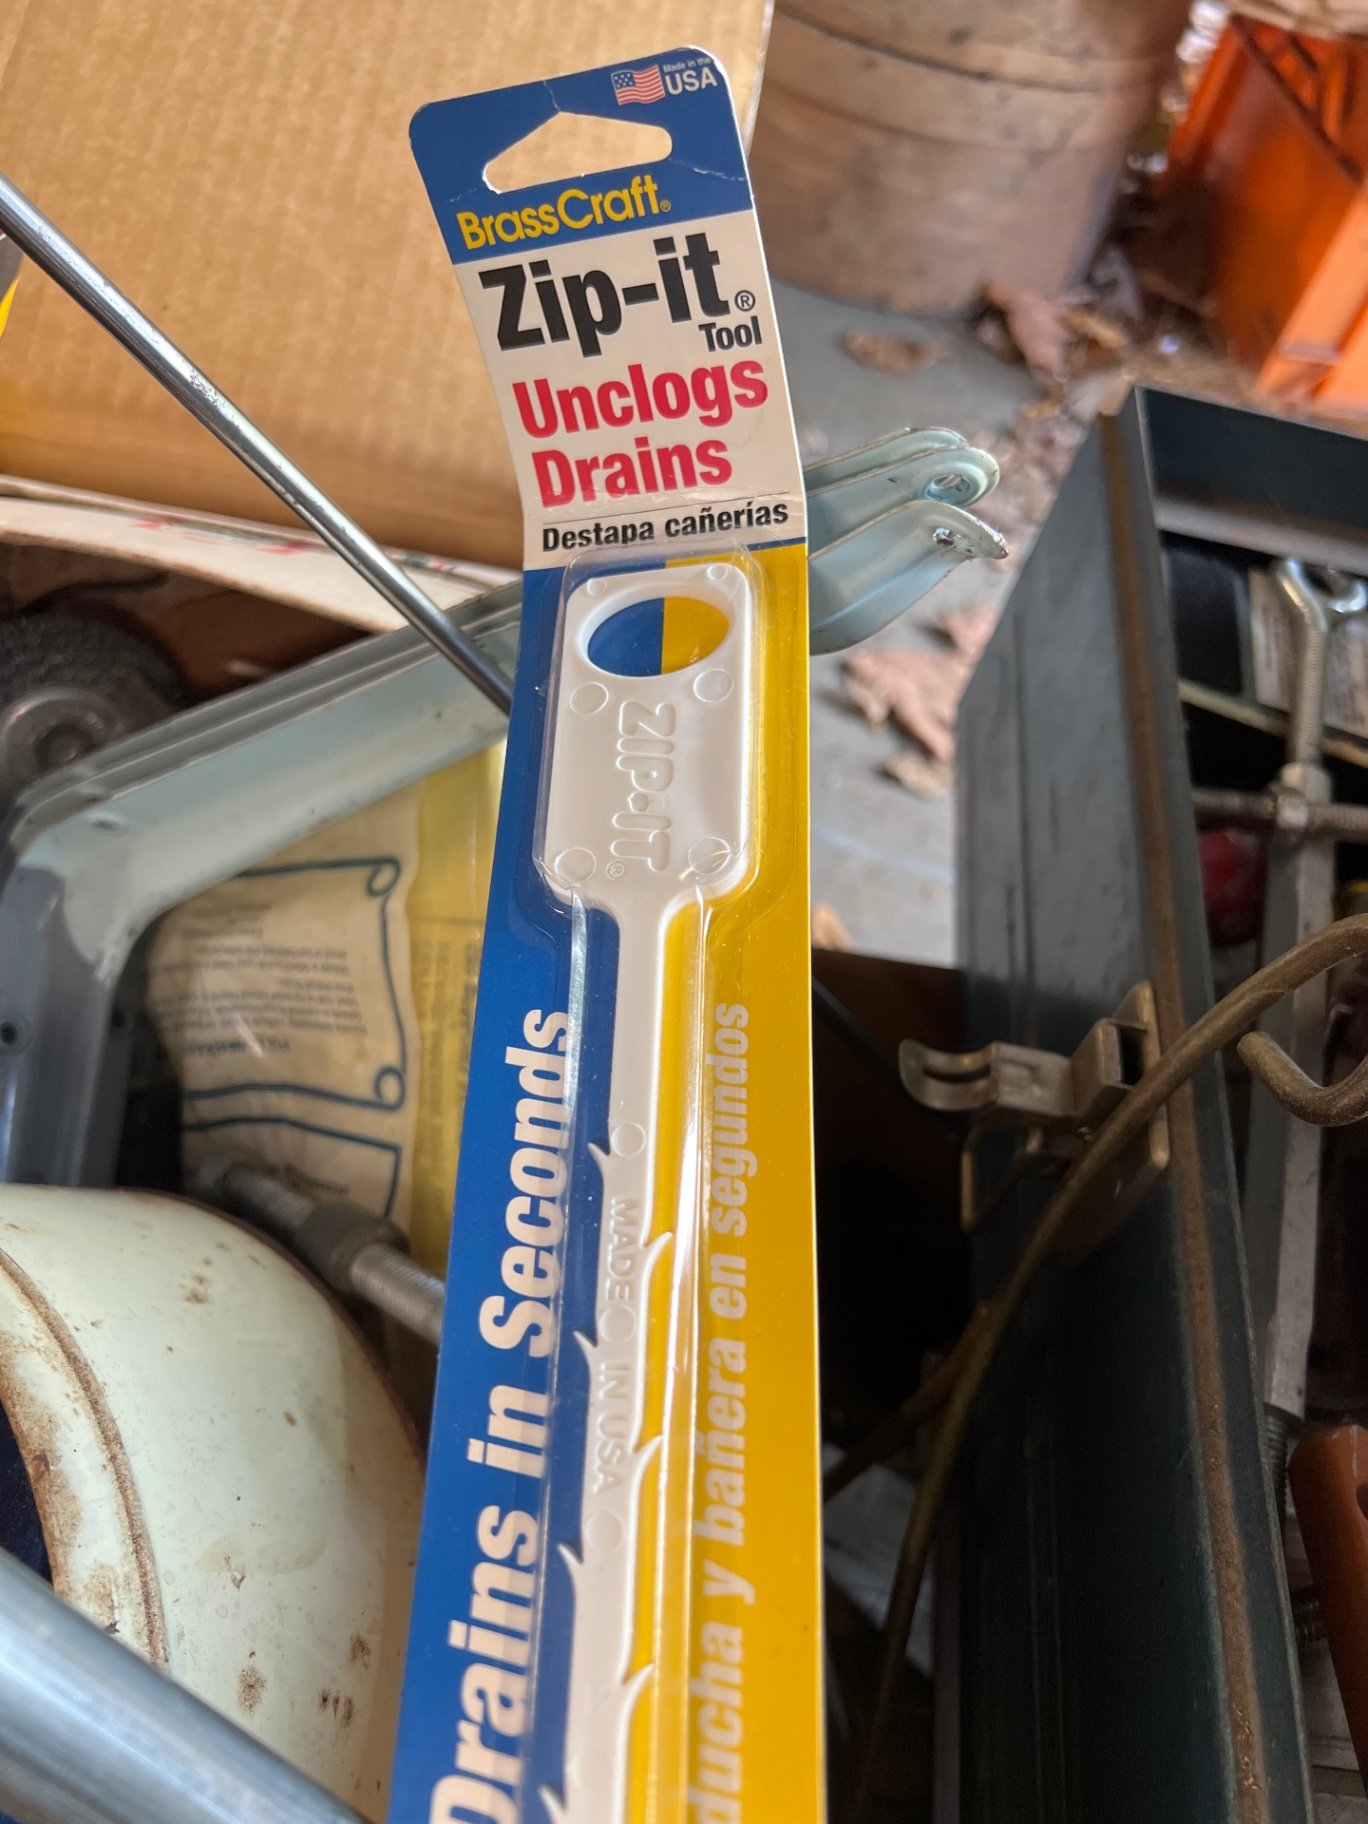 Made in the
USA
BrassCraft®
Zip-it®
Tool
Unclogs
Drains
Destapa cañerías
ZIP-IT®
MADE IN USA
Drains in Seconds
ducha y bañera en segundos